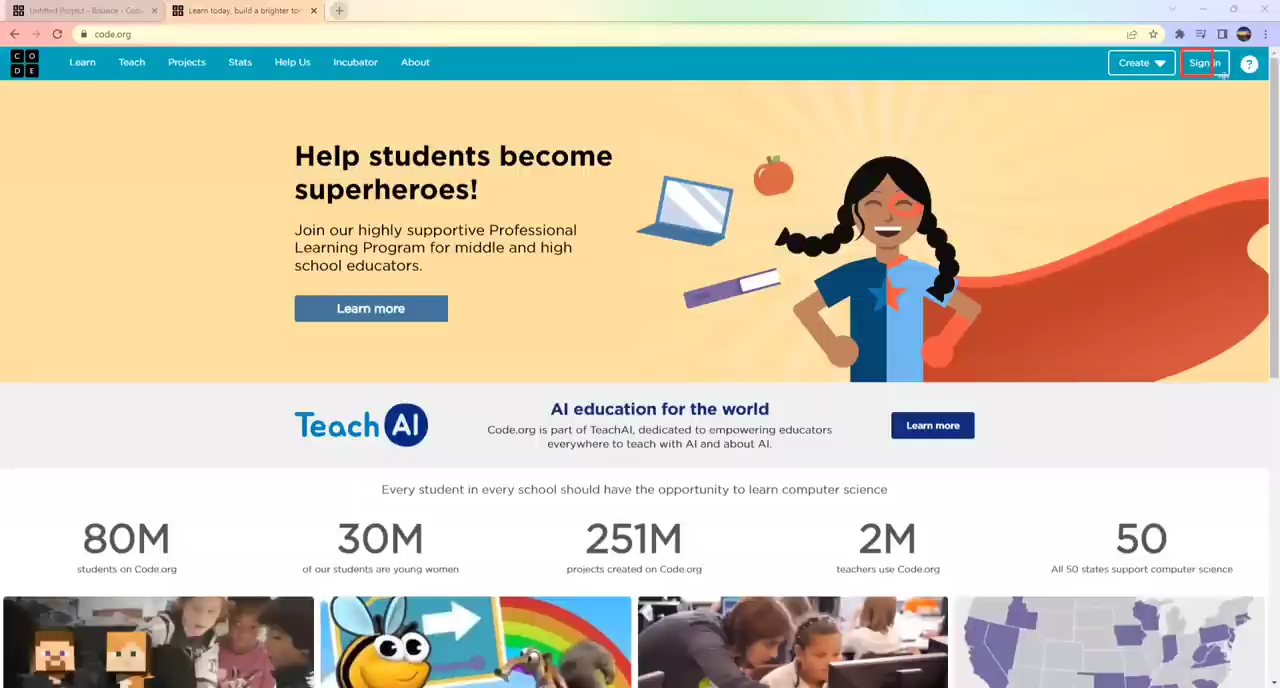 Untitled Project - Bounce - Code
Learn today, build a brighter to
code.org
C O
D E
Learn Teach Projects Stats Help Us Incubator About
Create
Sign in
?
Help students become
superheroes!
Join our highly supportive Professional
Learning Program for middle and high
school educators.
Learn more
Teach AI
AI education for the world
Code.org is part of TeachAI, dedicated to empowering educators
everywhere to teach with AI and about AI.
Learn more
Every student in every school should have the opportunity to learn computer science
80M 30M 251M 2M 50
students on Code.org of our students are young women projects created on Code.org teachers use Code.org All 50 states support computer science